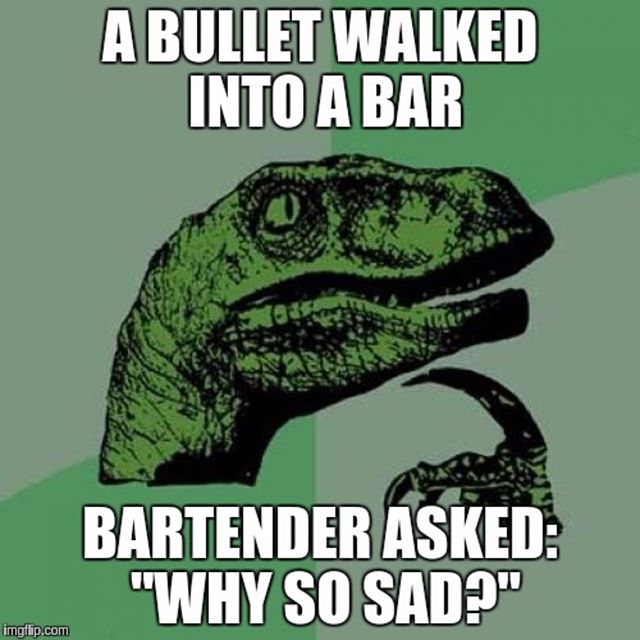 A BULLET WALKED
INTO A BAR
BARTENDER ASKED:
"WHY SO SAD?"
imgflip.com